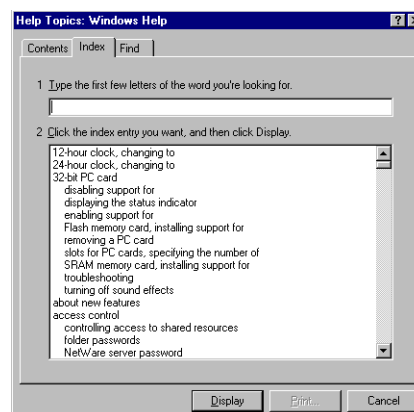 Help Topics: Windows Help
Contents Index Find
1 Type the first few letters of the word you're looking for.
2 Click the index entry you want, and then click Display.
12-hour clock, changing to
24-hour clock, changing to
32-bit PC card
disabling support for
displaying the status indicator
enabling support for
Flash memory card, installing support for
removing a PC card
slots for PC cards, specifying the number of
SRAM memory card, installing support for
troubleshooting
turning off sound effects
about new features
access control
controlling access to shared resources
folder passwords
NetWare server password
Display Print... Cancel